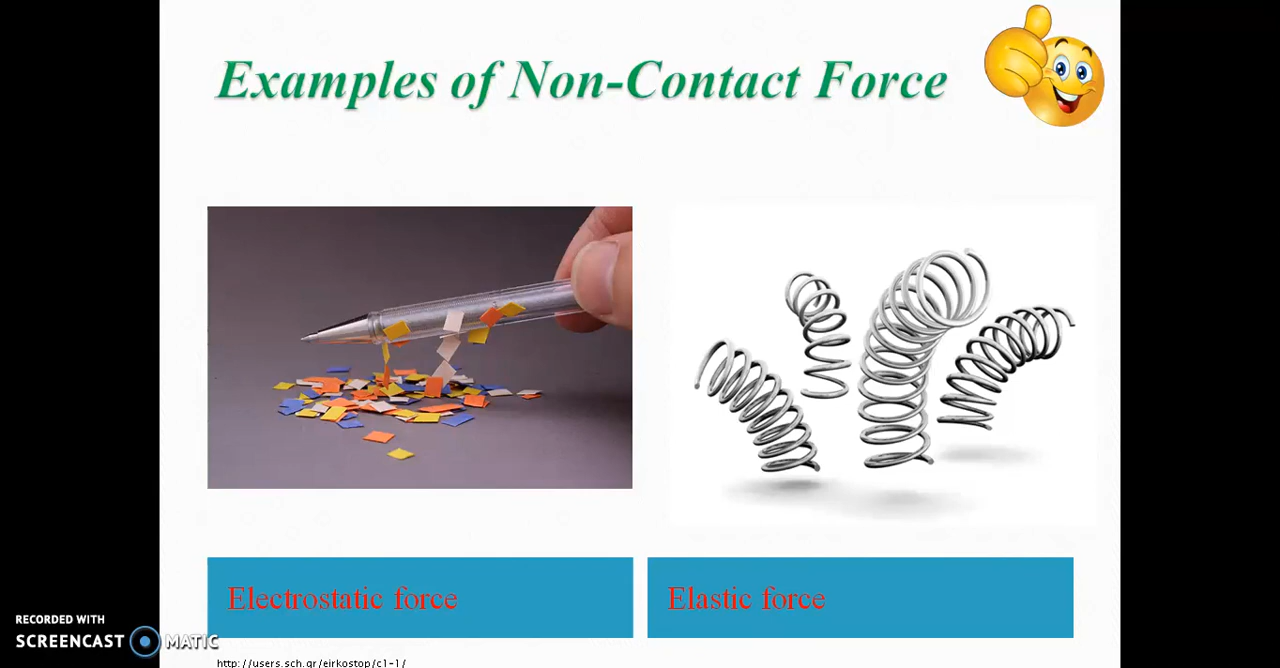 Examples of Non-Contact Force
Electrostatic force
Elastic force
RECORDED WITH
SCREENCAST MATIC
http://users.sch.gr/eirkostop/c1-1/